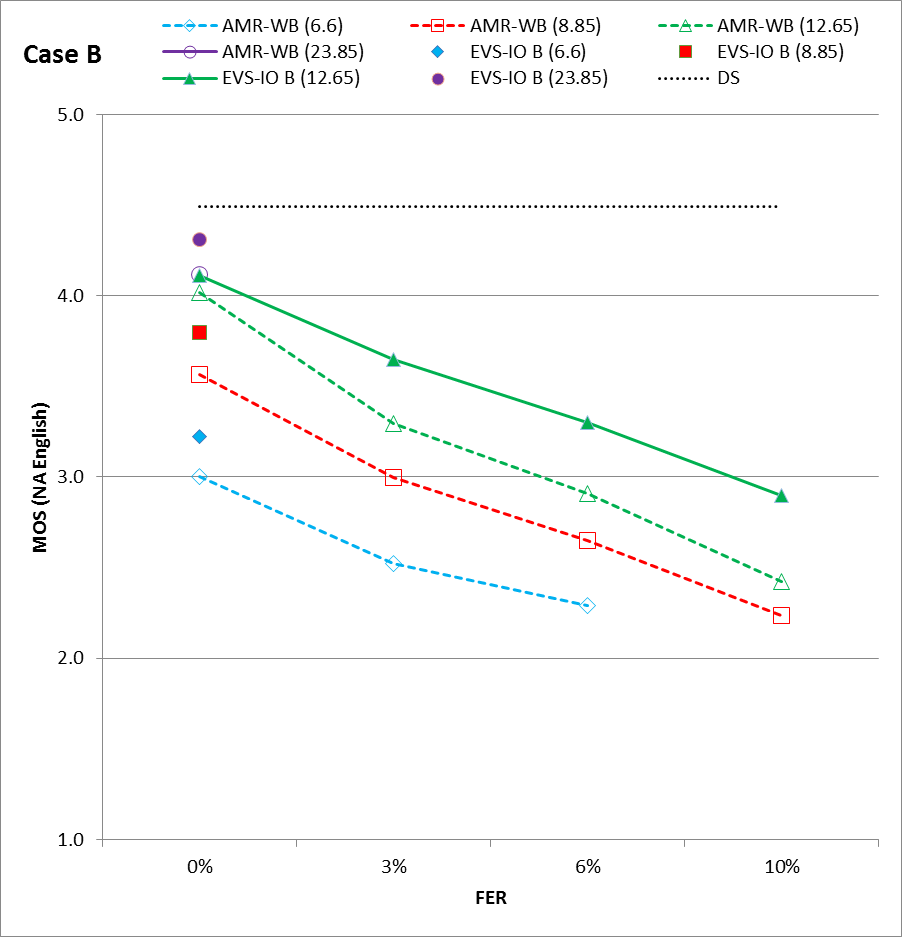 AMR-WB (6.6) AMR-WB (8.85) AMR-WB (12.65)
Case B
AMR-WB (23.85) EVS-IO B (6.6) EVS-IO B (8.85)
EVS-IO B (12.65) EVS-IO B (23.85) DS
5.0
4.0
3.0
2.0
1.0
MOS (NA English)
0% 3% 6% 10%
FER